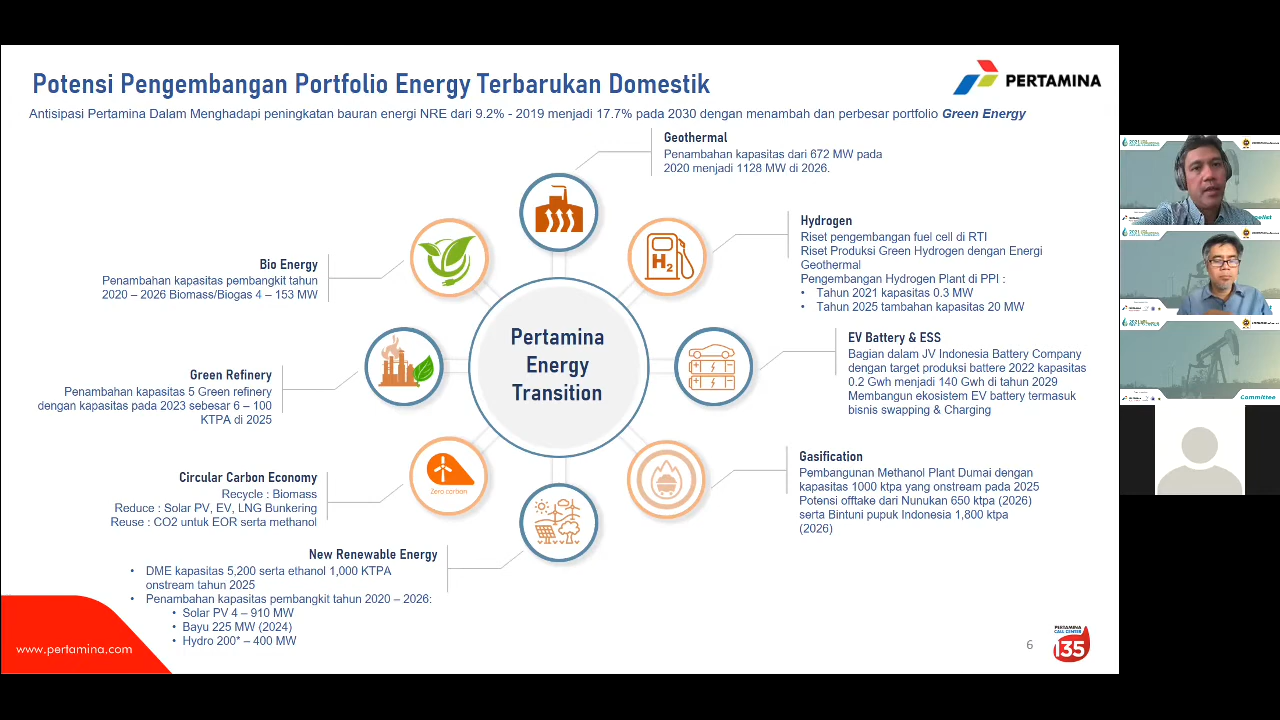 Potensi Pengembangan Portfolio Energy Terbarukan Domestik
PERTAMINA
Antisipasi Pertamina Dalam Menghadapi peningkatan bauran energi NRE dari 9.2% - 2019 menjadi 17.7% pada 2030 dengan menambah dan perbesar portfolio Green Energy
Geothermal
Penambahan kapasitas dari 672 MW pada
2020 menjadi 1128 MW di 2026.
Hydrogen
Riset pengembangan fuel cell di RTI
Riset Produksi Green Hydrogen dengan Energi
Geothermal
Pengembangan Hydrogen Plant di PPI :
• Tahun 2021 kapasitas 0.3 MW
• Tahun 2025 tambahan kapasitas 20 MW
H2
Bio Energy
Penambahan kapasitas pembangkit tahun
2020 – 2026 Biomass/Biogas 4 – 153 MW
Pertamina
Energy
Transition
EV Battery & ESS
Bagian dalam JV Indonesia Battery Company
dengan target produksi battere 2022 kapasitas
0.2 Gwh menjadi 140 Gwh di tahun 2029
Membangun ekosistem EV battery termasuk
bisnis swapping & Charging
Green Refinery
Penambahan kapasitas 5 Green refinery
dengan kapasitas pada 2023 sebesar 6 – 100
KTPA di 2025
Gasification
Pembangunan Methanol Plant Dumai dengan
kapasitas 1000 ktpa yang onstream pada 2025
Potensi offtake dari Nunukan 650 ktpa (2026)
serta Bintuni pupuk Indonesia 1,800 ktpa
(2026)
Circular Carbon Economy
Recycle : Biomass
Reduce : Solar PV, EV, LNG Bunkering
Reuse : CO2 untuk EOR serta methanol
Zero carbon
New Renewable Energy
• DME kapasitas 5,200 serta ethanol 1,000 KTPA
onstream tahun 2025
• Penambahan kapasitas pembangkit tahun 2020 – 2026:
• Solar PV 4 – 910 MW
• Bayu 225 MW (2024)
• Hydro 200* – 400 MW
www.pertamina.com
6
PERTAMINA
CALL CENTER
135
Committee